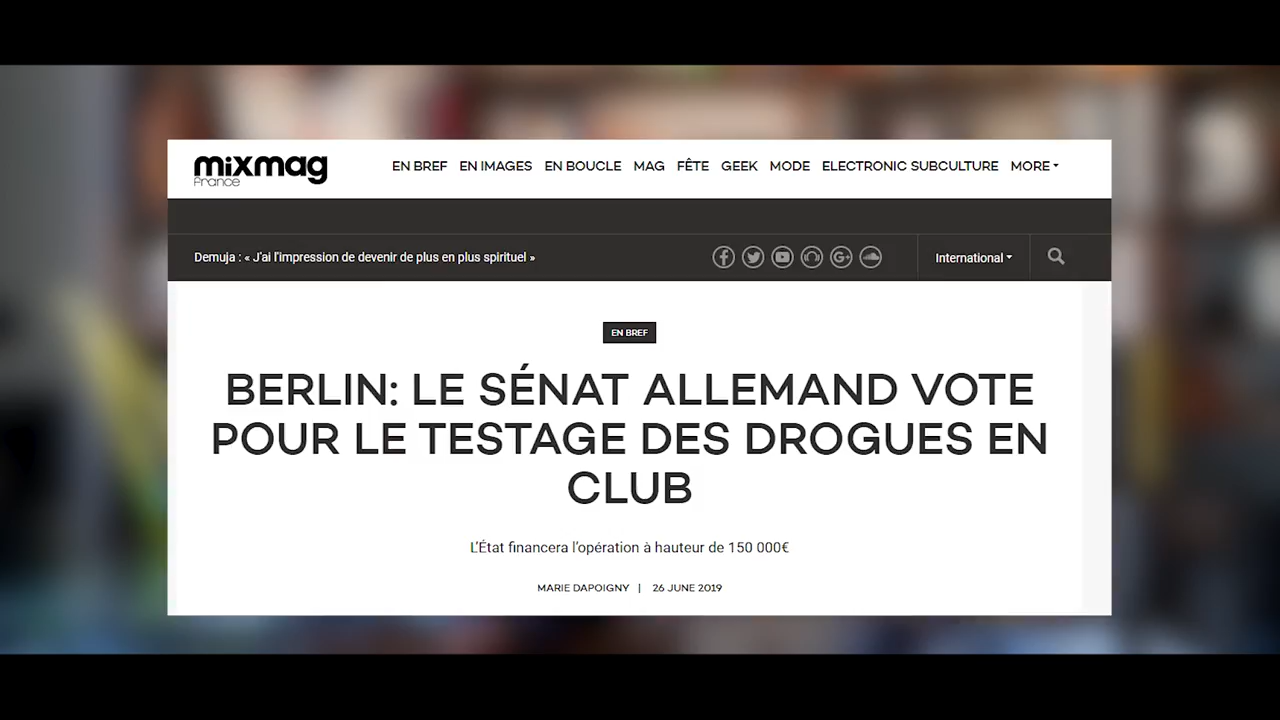 mixmag
france
EN BREF EN IMAGES EN BOUCLE MAG FÊTE GEEK MODE ELECTRONIC SUBCULTURE MORE
Demuja : « J'ai l'impression de devenir de plus en plus spirituel »
International
EN BREF
BERLIN: LE SÉNAT ALLEMAND VOTE
POUR LE TESTAGE DES DROGUES EN
CLUB
L'État financera l'opération à hauteur de 150 000€
MARIE DAPOIGNY | 26 JUNE 2019